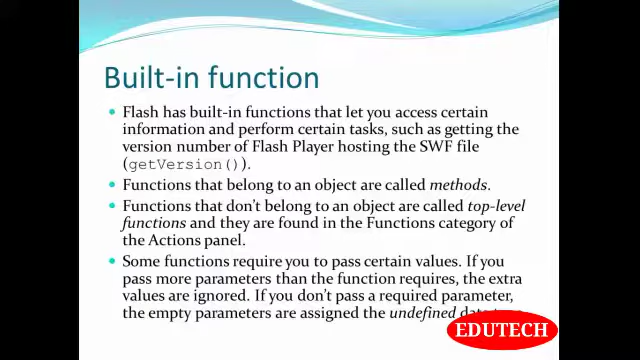 Built-in function
Flash has built-in functions that let you access certain
information and perform certain tasks, such as getting the
version number of Flash Player hosting the SWF file
(getVersion()).
Functions that belong to an object are called methods.
Functions that don't belong to an object are called top-level
functions and they are found in the Functions category of
the Actions panel.
Some functions require you to pass certain values. If you
pass more parameters than the function requires, the extra
values are ignored. If you don't pass a required parameter,
the empty parameters are assigned the undefined
EDUTECH